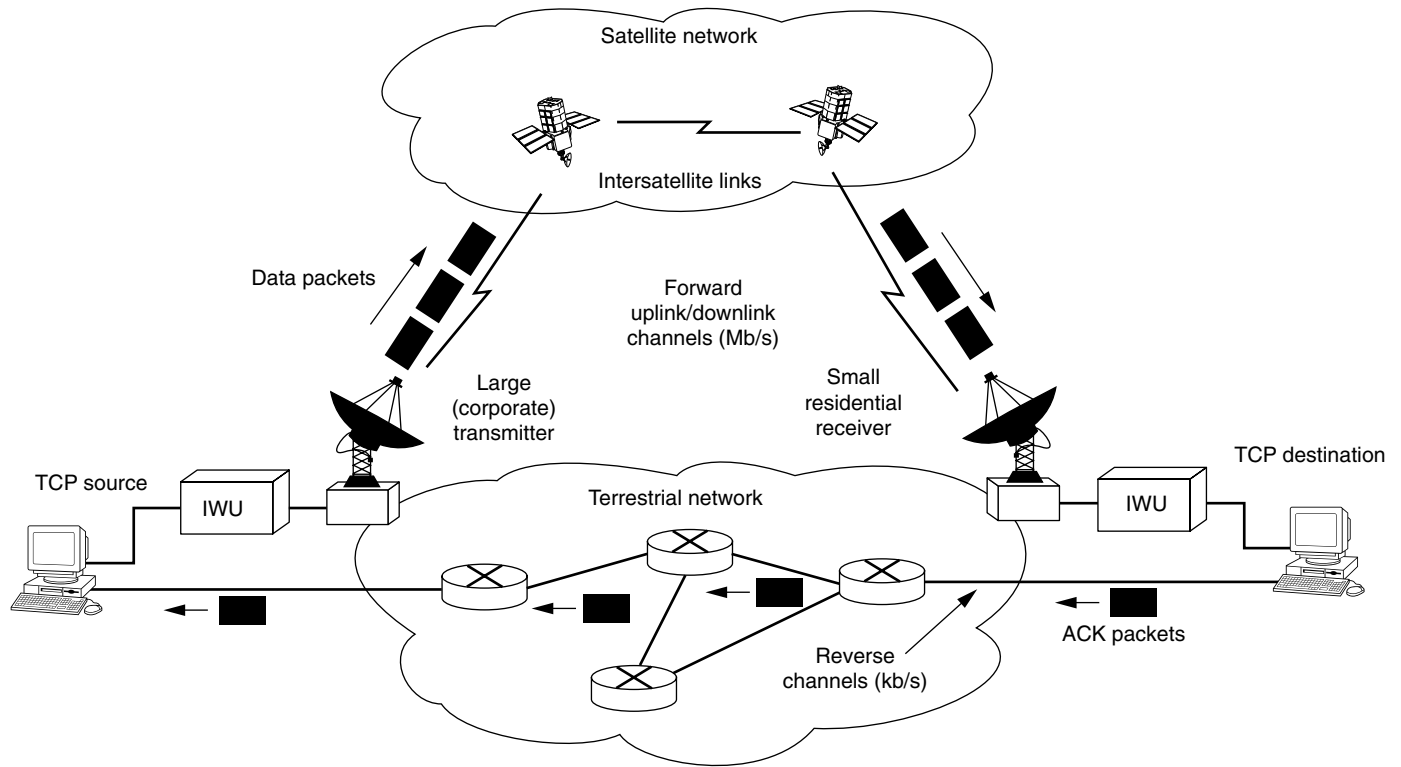 Satellite network
Intersatellite links
Data packets
Forward
uplink/downlink
channels (Mb/s)
Large
(corporate)
transmitter
Small
residential
receiver
TCP source
IWU
Terrestrial network
IWU
TCP destination
Reverse
channels (kb/s)
ACK packets